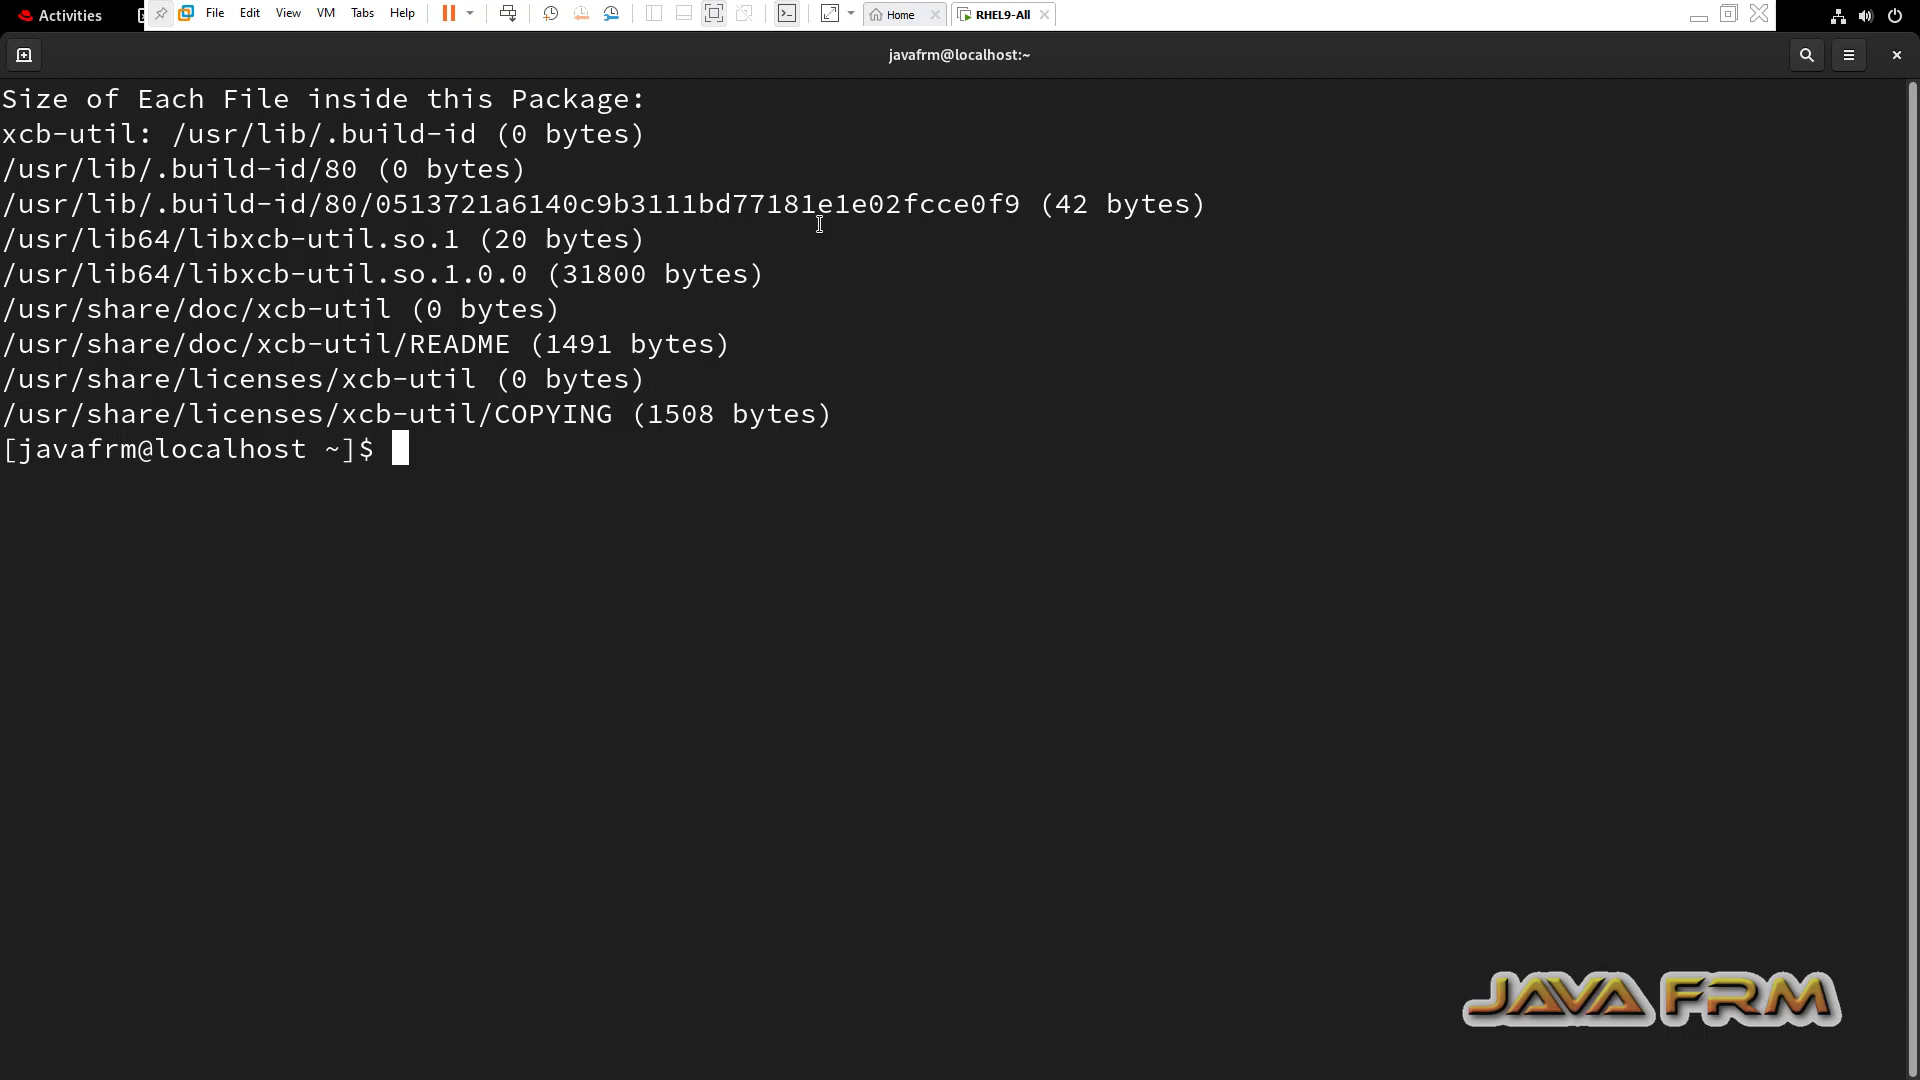 Activities
File Edit View VM Tabs Help
Home
RHEL9-All
javafrm@localhost:~
Size of Each File inside this Package:
xcb-util: /usr/lib/.build-id (0 bytes)
/usr/lib/.build-id/80 (0 bytes)
/usr/lib/.build-id/80/0513721a6140c9b3111bd77181e1e02fcce0f9 (42 bytes)
/usr/lib64/libxcb-util.so.1 (20 bytes)
/usr/lib64/libxcb-util.so.1.0.0 (31800 bytes)
/usr/share/doc/xcb-util (0 bytes)
/usr/share/doc/xcb-util/README (1491 bytes)
/usr/share/licenses/xcb-util (0 bytes)
/usr/share/licenses/xcb-util/COPYING (1508 bytes)
[javafrm@localhost ~]$
JAVA FRM